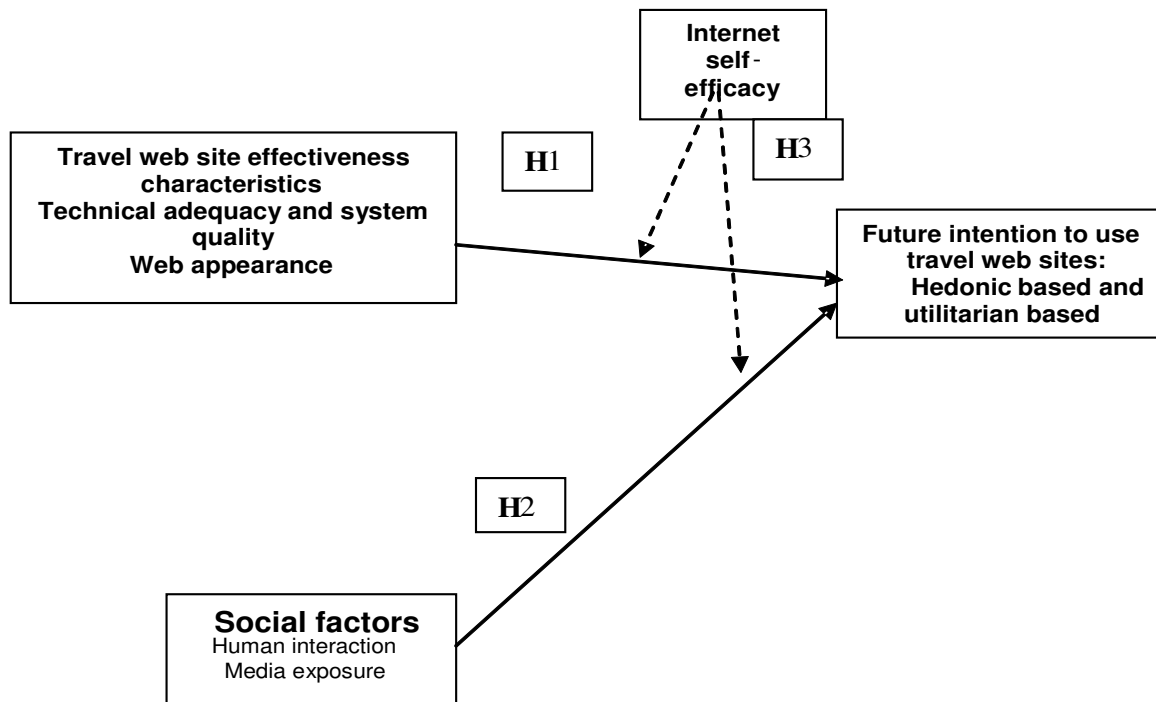 Internet
self-
efficacy
H1
H3
Travel web site effectiveness
characteristics
Technical adequacy and system
quality
Web appearance
Future intention to use
travel web sites:
Hedonic based and
utilitarian based
H2
Social factors
Human interaction
Media exposure